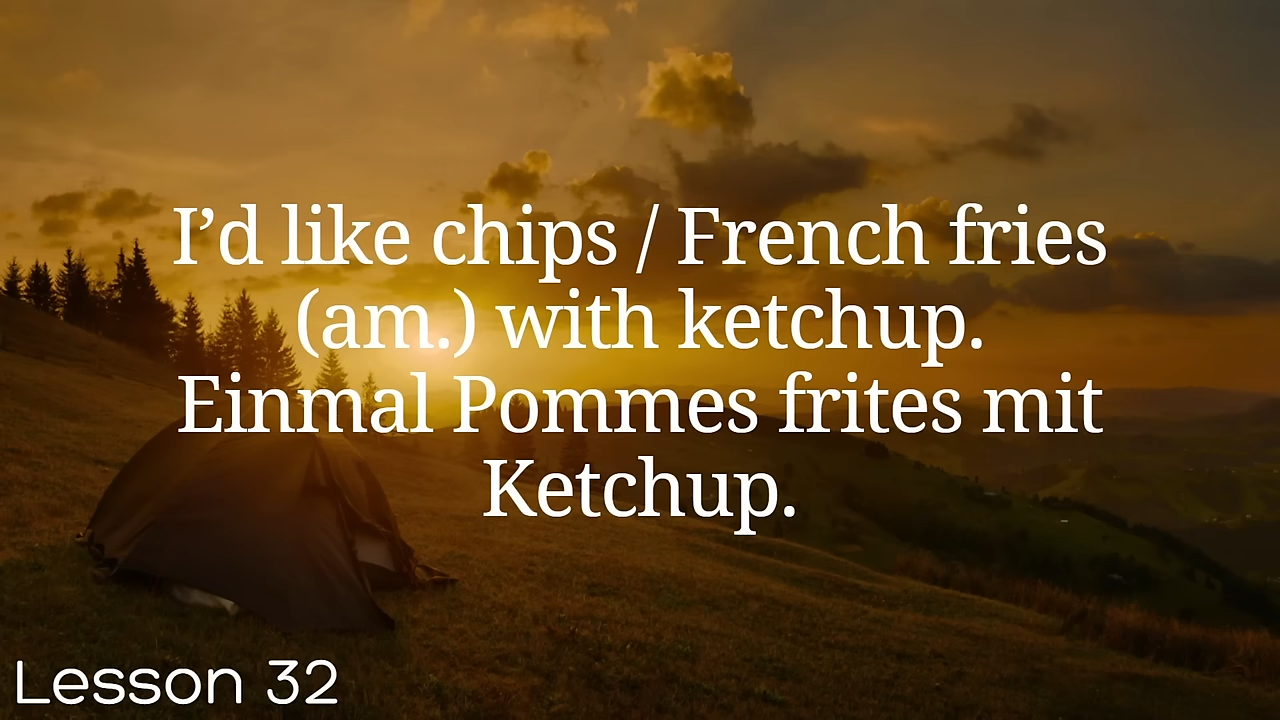 I’d like chips / French fries
(am.) with ketchup.
Einmal Pommes frites mit
Ketchup.
Lesson 32